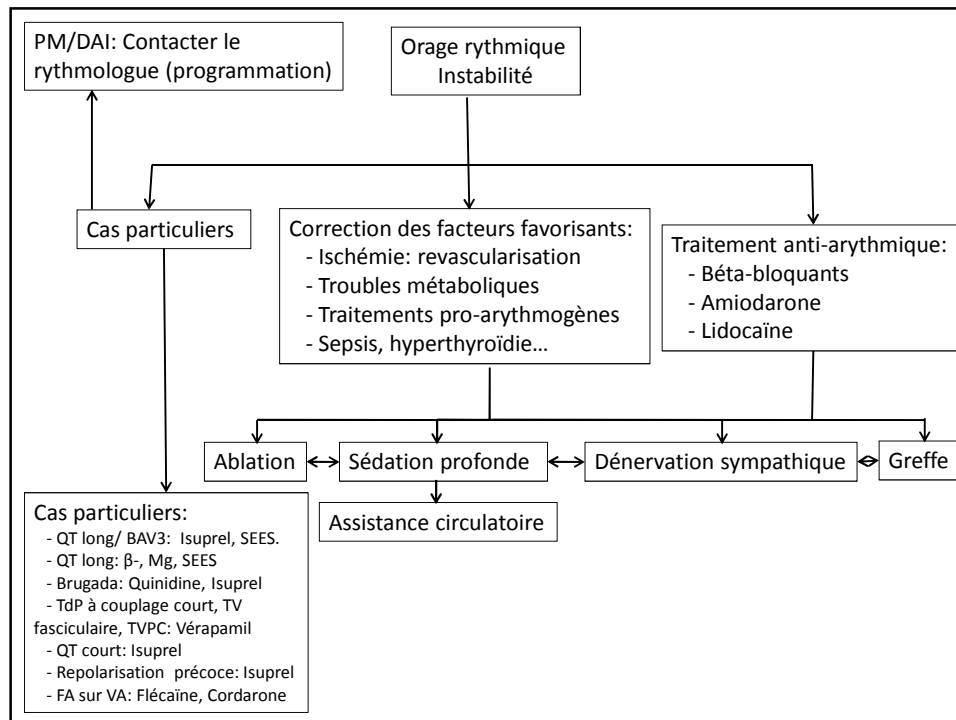 PM/DAI: Contacter le
rythmologue (programmation)
Orage rythmique
Instabilité
Cas particuliers
Correction des facteurs favorisants:
- Ischémie: revascularisation
- Troubles métaboliques
- Traitements pro-arythmogènes
- Sepsis, hyperthyroïdie...
Traitement anti-arythmique:
- Béta-bloquants
- Amiodarone
- Lidocaïne
Ablation
Sédation profonde
Dénervation sympathique
Greffe
Assistance circulatoire
Cas particuliers:
- QT long/ BAV3: Isuprel, SEES.
- QT long: β-, Mg, SEES
- Brugada: Quinidine, Isuprel
- TdP à couplage court, TV
fasciculaire, TVPC: Vérapamil
- QT court: Isuprel
- Repolarisation précoce: Isuprel
- FA sur VA: Flécaïne, Cordarone